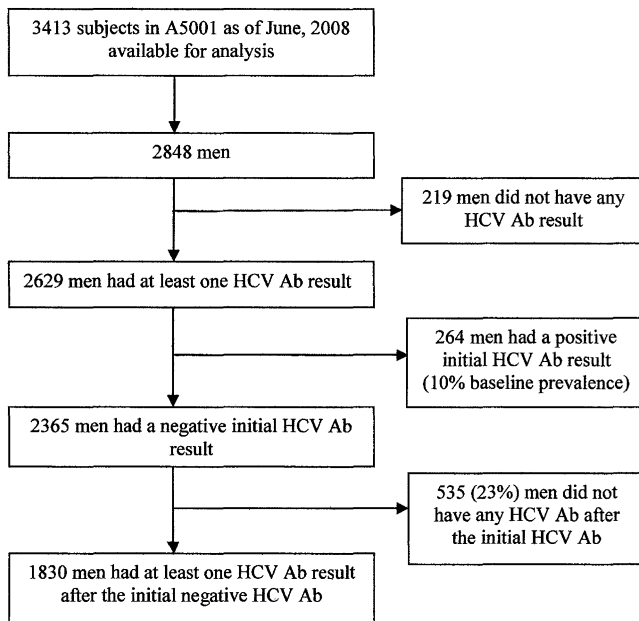 3413 subjects in A5001 as of June, 2008
available for analysis
2848 men
219 men did not have any
HCV Ab result
2629 men had at least one HCV Ab result
264 men had a positive
initial HCV Ab result
(10% baseline prevalence)
2365 men had a negative initial HCV Ab
result
535 (23%) men did not
have any HCV Ab after
the initial HCV Ab
1830 men had at least one HCV Ab result
after the initial negative HCV Ab